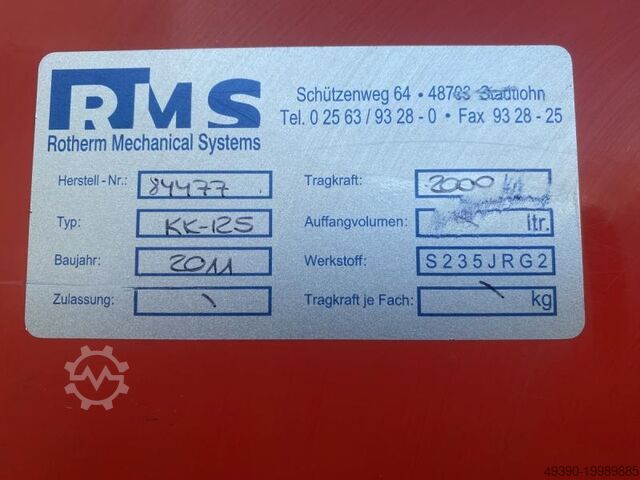 RMS
Rotherm Mechanical Systems
Schützenweg 64 • 48703 Stadtlohn
Tel. 0 25 63 / 93 28 - 0 • Fax 93 28 - 25
Herstell-Nr.: 84477
Typ: KK-125
Baujahr: 2011
Zulassung: \
Tragkraft: 2000
Auffangvolumen: ltr.
Werkstoff: S235JRG2
Tragkraft je Fach: \ kg
49390-19989885